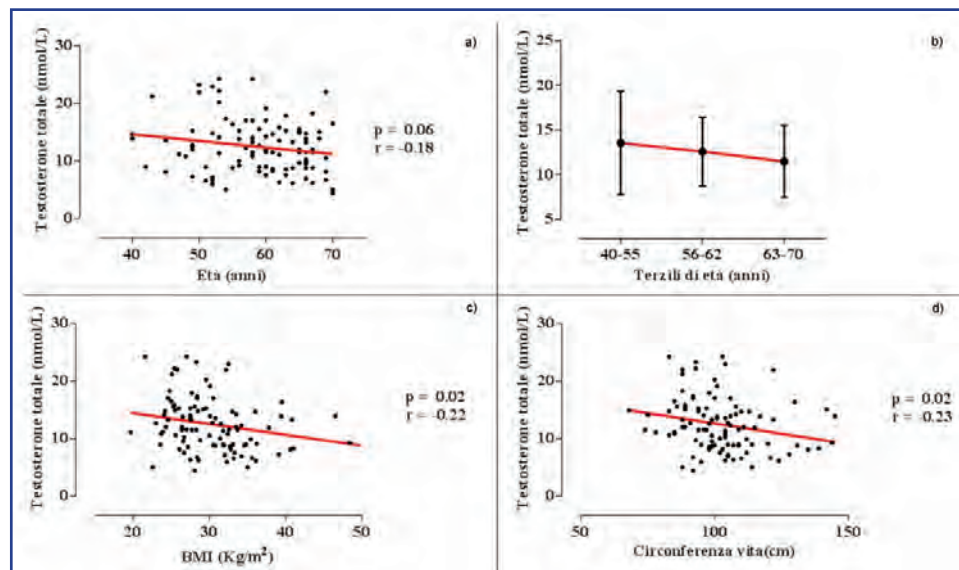 a)
Testosterone totale (nmol/L)
30
20
10
0
p = 0.06
r = -0.18
40 50 60 70
Età (anni)
b)
Testosterone totale (nmol/L)
25
20
15
10
5
40-55 56-62 63-70
Terzili di età (anni)
c)
Testosterone totale (nmol/L)
30
20
10
0
p = 0.02
r = -0.22
20 30 40 50
BMI (Kg/m²)
d)
Testosterone totale (nmol/L)
30
20
10
0
p = 0.02
r = -0.23
50 100 150
Circonferenza vita(cm)